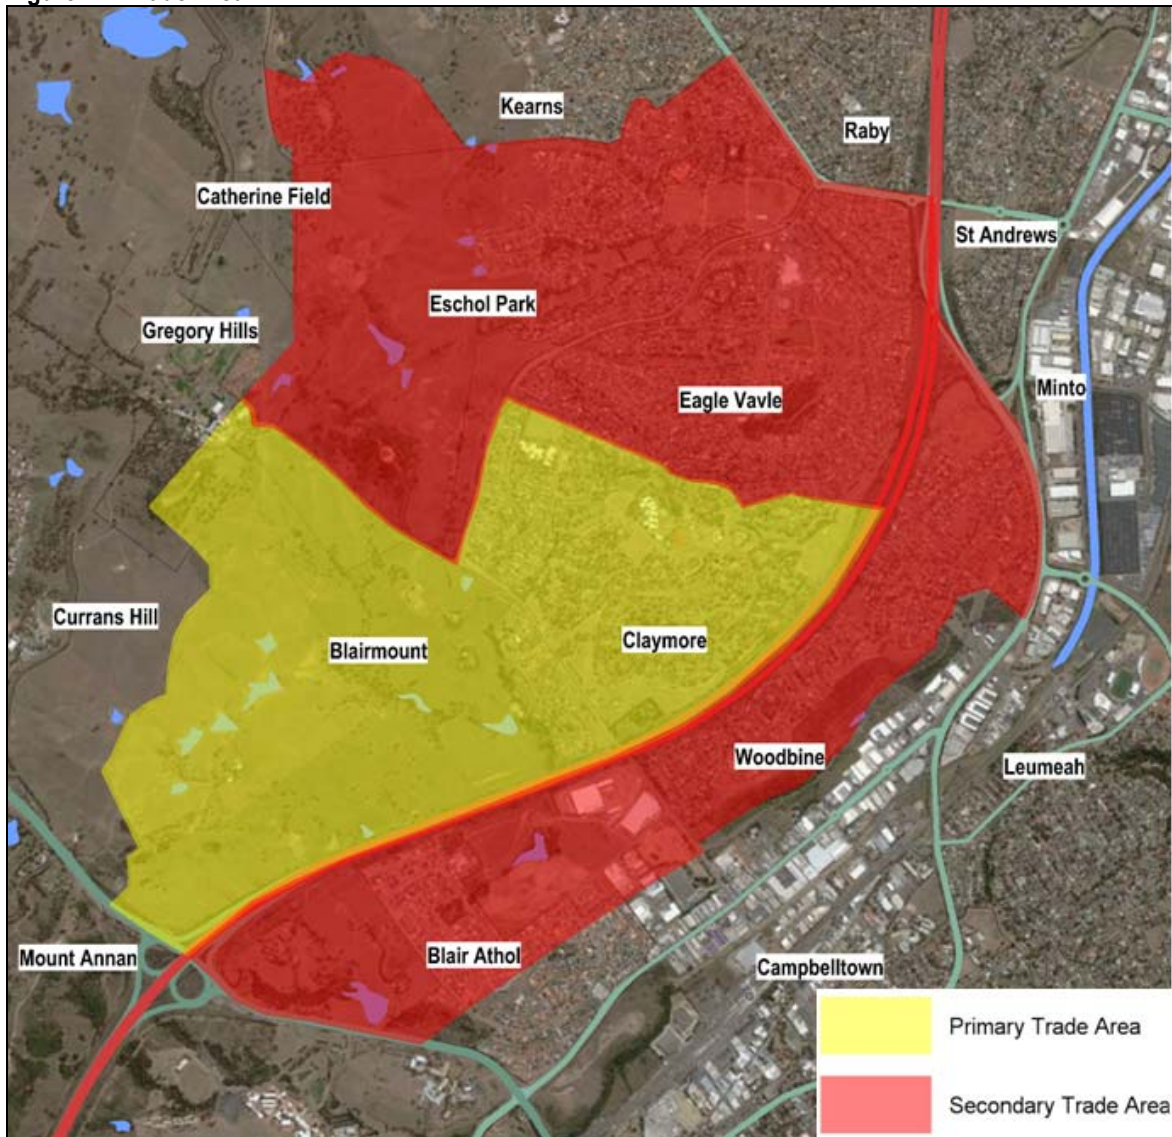 Kearns
Raby
Catherine Field
St Andrews
Eschol Park
Gregory Hills
Minto
Eagle Vavle
Currans Hill
Claymore
Blairmount
Woodbine
Leumeah
Blair Athol
Mount Annan
Campbelltown
Primary Trade Area
Secondary Trade Area